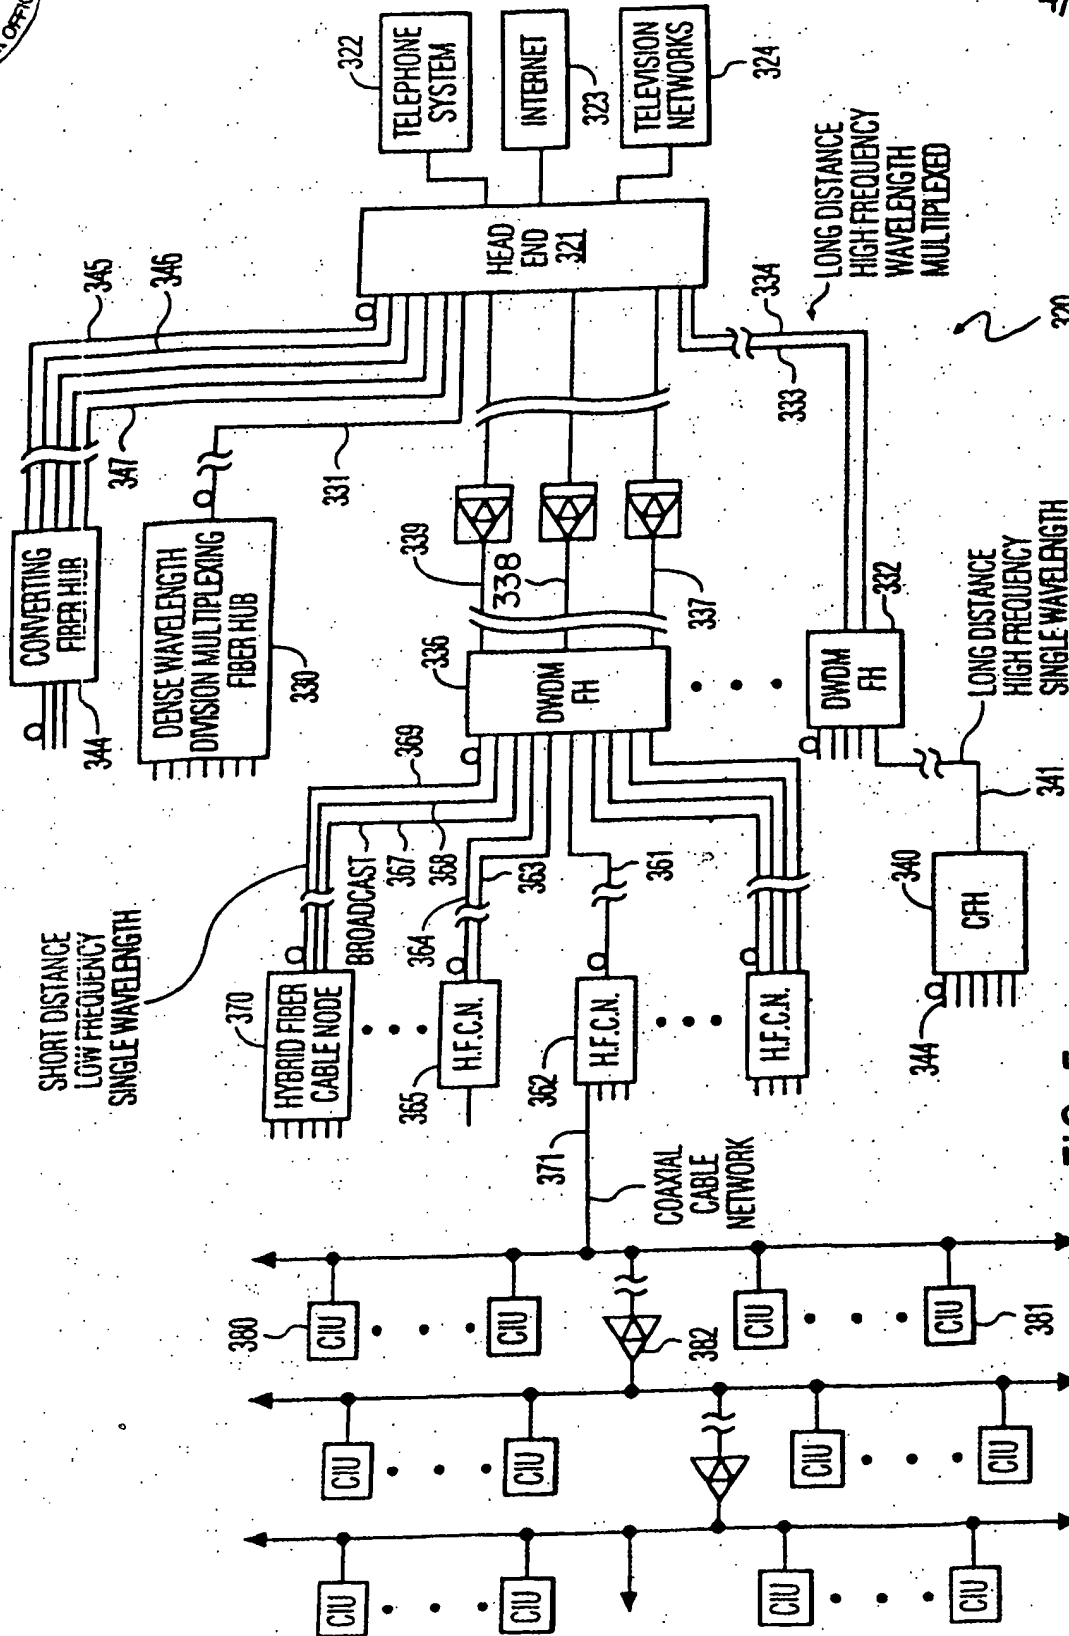 322
TELEPHONE
SYSTEM
INTERNET
323
TELEVISION
NETWORKS
324
HEAD
END
321
345
346
347
331
LONG DISTANCE
HIGH FREQUENCY
WAVELENGTH
MULTIPLEXED
334
333
320
CONVERTING
FIBER HUB
344
DENSE WAVELENGTH
DIVISION MULTIPLEXING
FIBER HUB
330
339
338
337
336
DWDM
FH
332
DWDM
FH
LONG DISTANCE
HIGH FREQUENCY
SINGLE WAVELENGTH
341
340
CFH
344
369
368
367
BROADCAST
364
363
361
SHORT DISTANCE
LOW FREQUENCY
SINGLE WAVELENGTH
370
HYBRID FIBER
CABLE NODE
365
H.F.C.N.
362
H.F.C.N.
H.F.C.N.
371
COAXIAL
CABLE
NETWORK
380
CIU
CIU
382
CIU
CIU
381
CIU
CIU
CIU
CIU
CIU
CIU
CIU
CIU